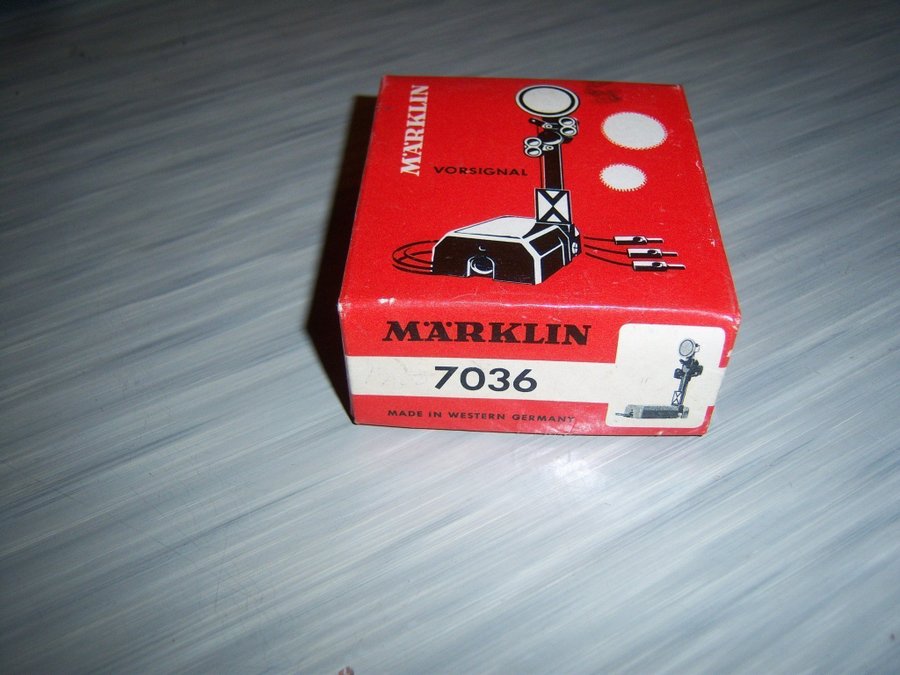 MÄRKLIN
VORSIGNAL
MÄRKLIN
7036
MADE IN WESTERN GERMANY